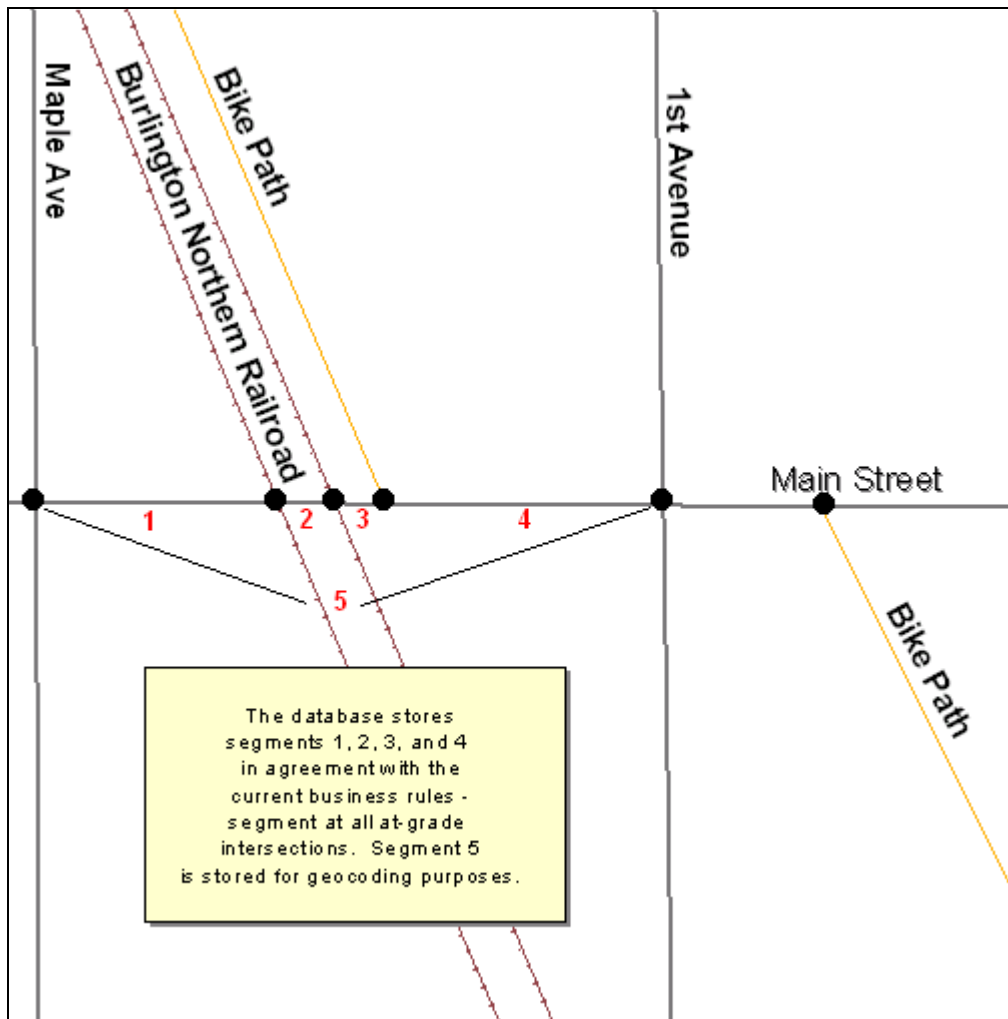 Maple Ave
Burlington Northern Railroad
Bike Path
1st Avenue
Main Street
1
2
3
4
5
Bike Path
The database stores
segments 1, 2, 3, and 4
in agreement with the
current business rules -
segment at all at-grade
intersections. Segment 5
is stored for geocoding purposes.